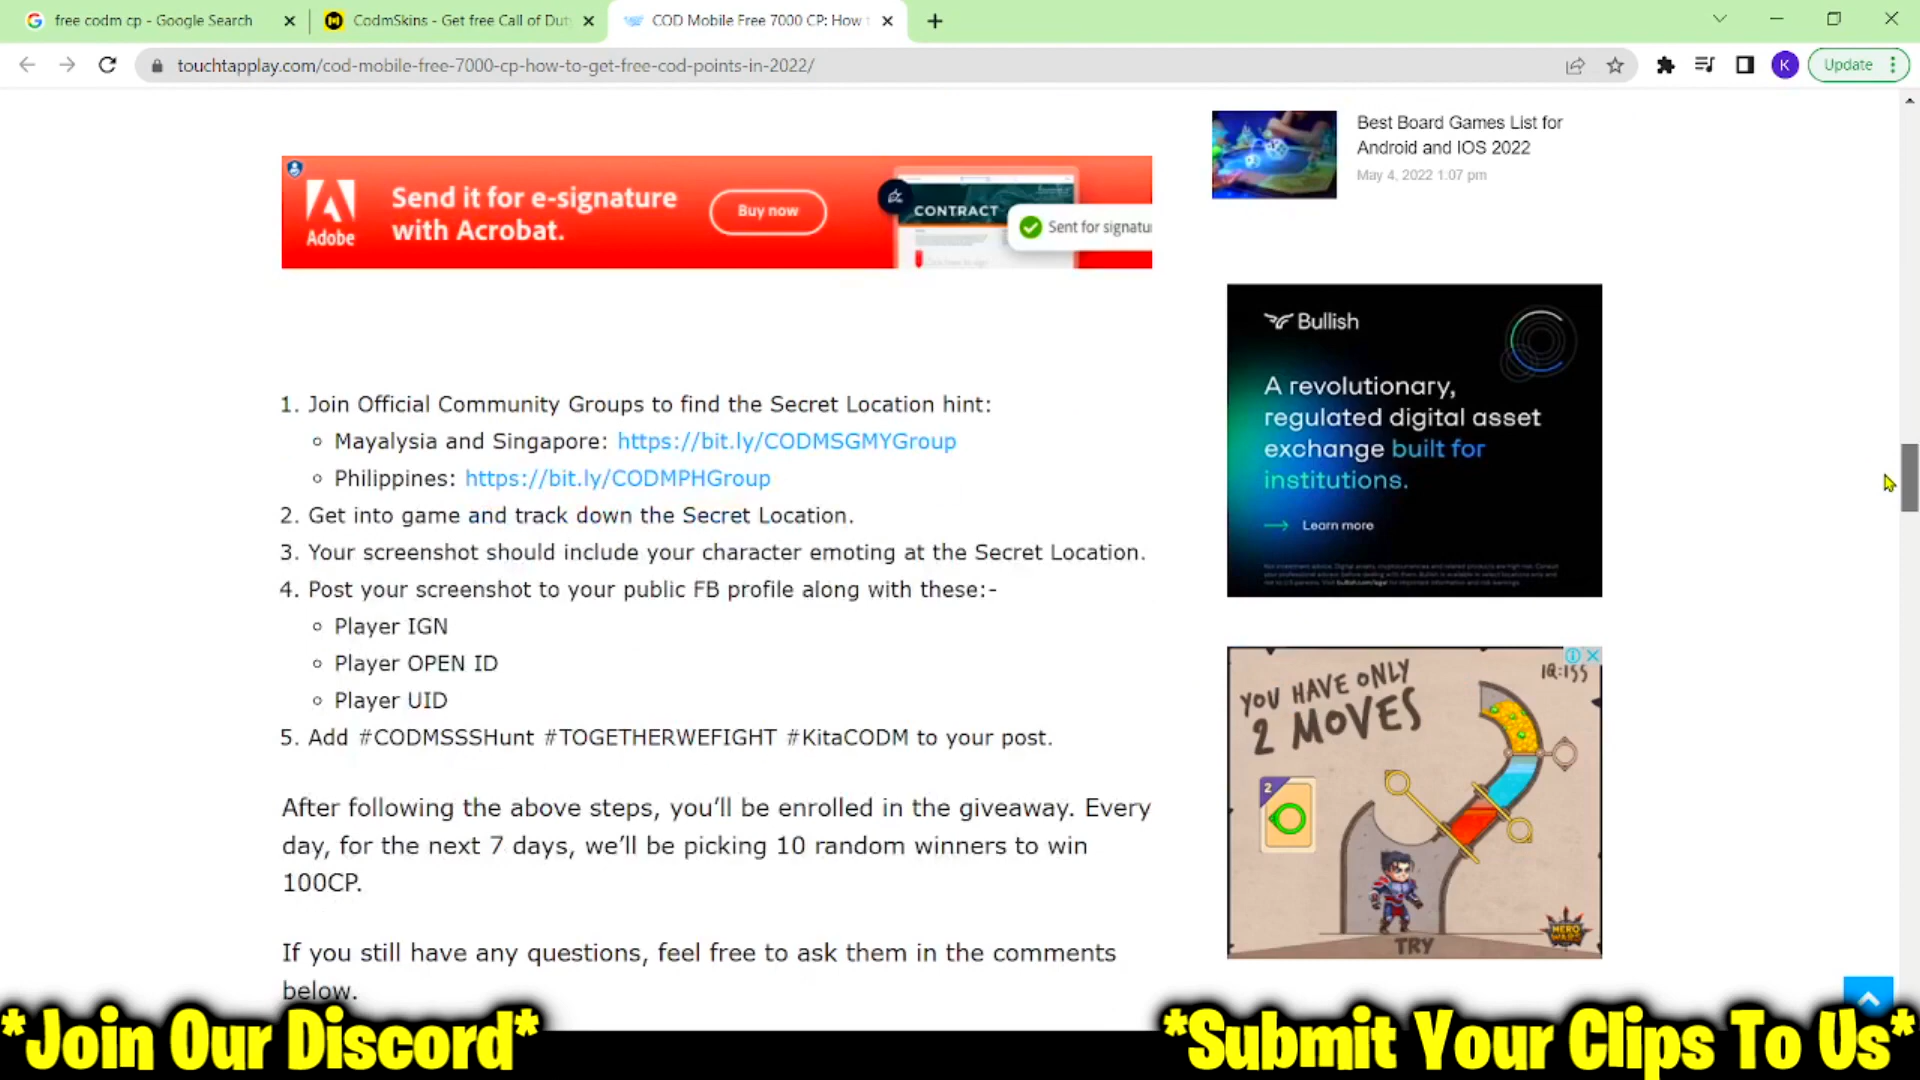 free codm cp - Google Search
CodmSkins - Get free Call of Dut
COD Mobile Free 7000 CP: How t
touchtapplay.com/cod-mobile-free-7000-cp-how-to-get-free-cod-points-in-2022/
K
Update
Adobe
Send it for e-signature
with Acrobat.
Buy now
CONTRACT
Sent for signatu
Best Board Games List for
Android and IOS 2022
May 4, 2022 1:07 pm
1. Join Official Community Groups to find the Secret Location hint:
Mayalysia and Singapore: https://bit.ly/CODMSGMYGroup
Philippines: https://bit.ly/CODMPHGroup
2. Get into game and track down the Secret Location.
3. Your screenshot should include your character emoting at the Secret Location.
4. Post your screenshot to your public FB profile along with these:-
Player IGN
Player OPEN ID
Player UID
5. Add #CODMSSSHunt #TOGETHERWEFIGHT #KitaCODM to your post.
After following the above steps, you'll be enrolled in the giveaway. Every
day, for the next 7 days, we'll be picking 10 random winners to win
100CP.
If you still have any questions, feel free to ask them in the comments
below.
Bullish
A revolutionary,
regulated digital asset
exchange built for
institutions.
Learn more
YOU HAVE ONLY
2 MOVES
IQ:155
2
TRY
HERO
WARS
*Join Our Discord*
*Submit Your Clips To Us*